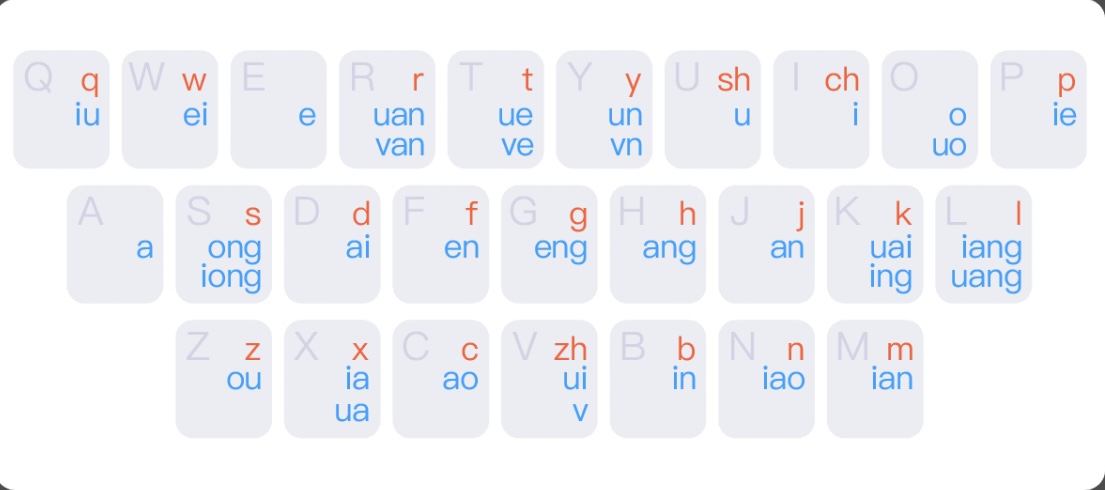 Q q W w E R r T t Y y U sh I ch O P p
iu ei e uan ue un u i o ie
van ve vn uo
A S s D d F f G g H h J j K k L l
a ong ai en eng ang an uai iang
iong ing uang
Z z X x C c V zh B b N n M m
ou ia ao ui in iao ian
ua v